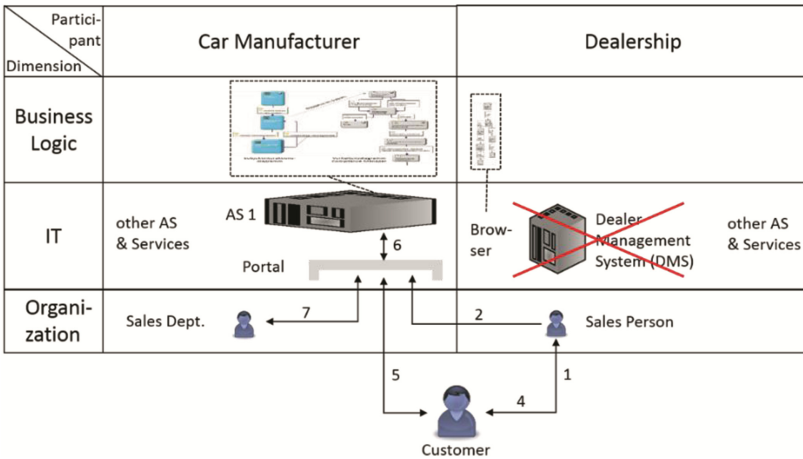 Partici-
pant
Dimension
Car Manufacturer
Dealership
Business
Logic
IT
other AS
& Services
AS 1
6
Portal
Brow-
ser
Dealer
Management
System (DMS)
other AS
& Services
Organi-
zation
Sales Dept.
7
2
Sales Person
5
4
1
Customer